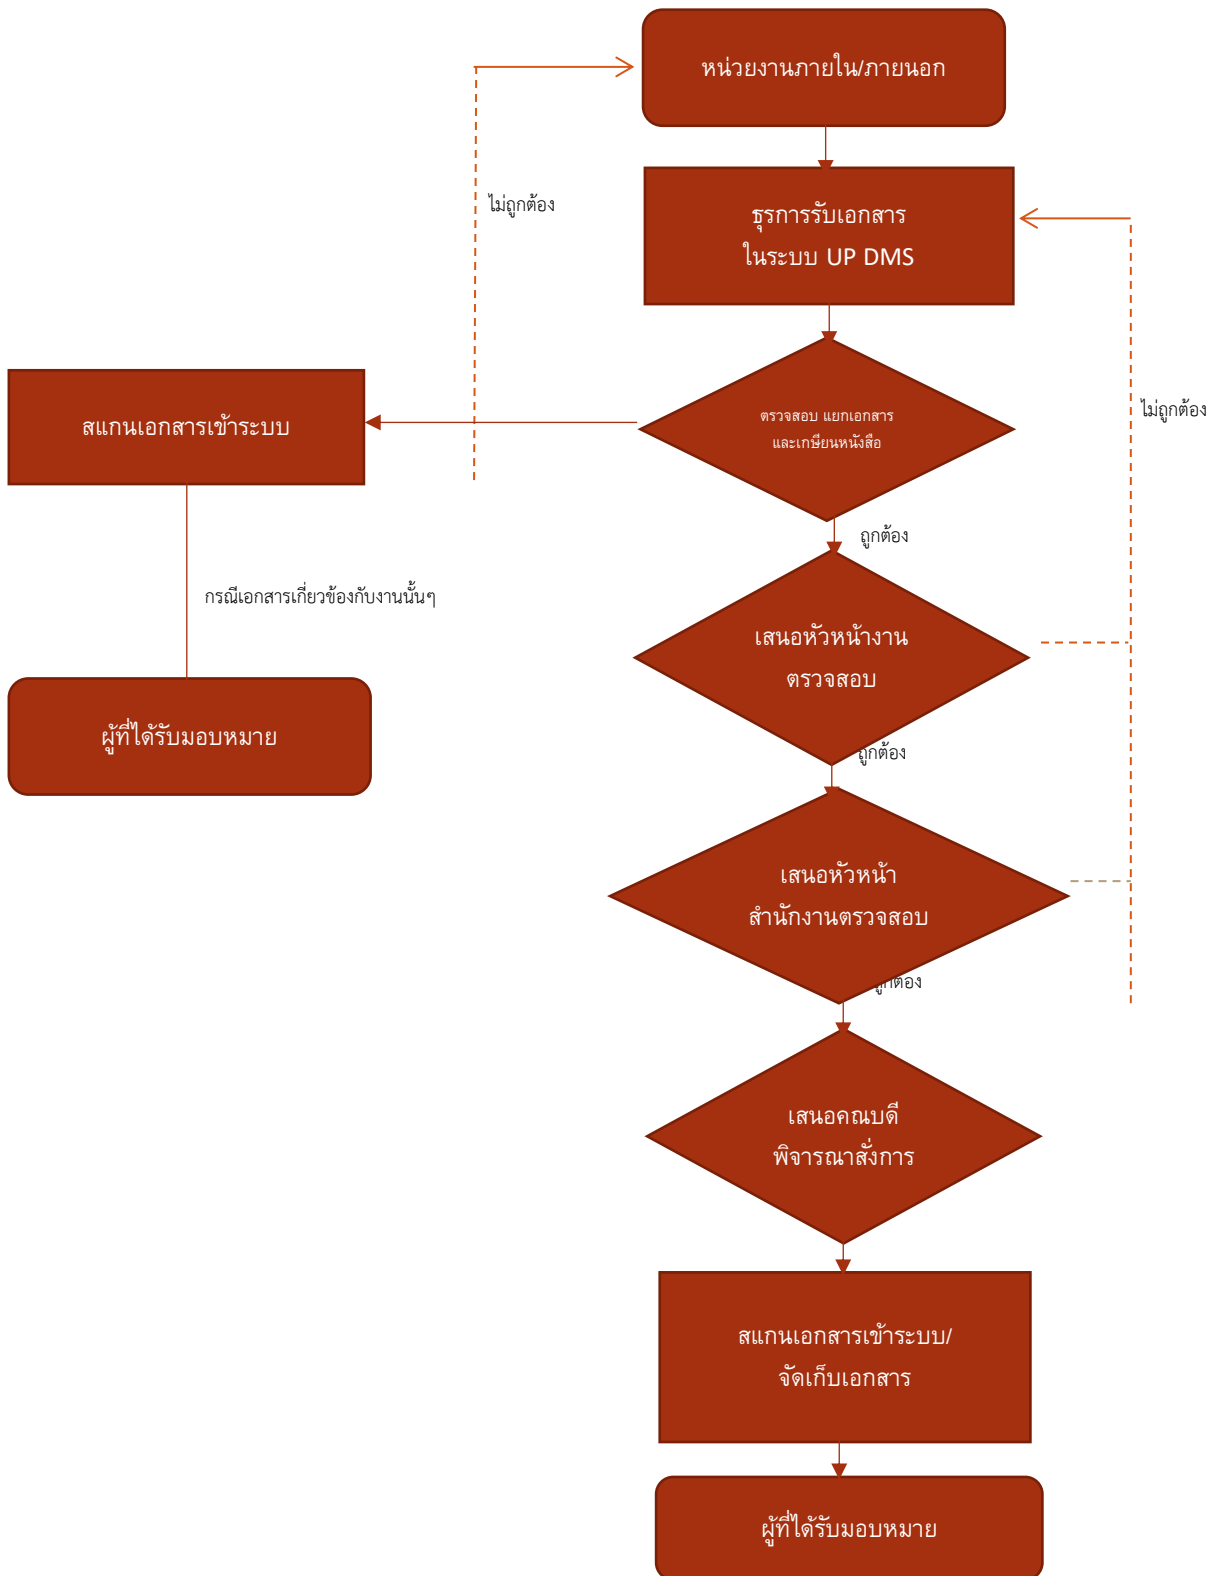 หน่วยงานภายใน/ภายนอก
ไม่ถูกต้อง
ธุรการรับเอกสาร
ในระบบ UP DMS
ไม่ถูกต้อง
สแกนเอกสารเข้าระบบ
ตรวจสอบ แยกเอกสาร
และเกษียนหนังสือ
ถูกต้อง
กรณีเอกสารเกี่ยวข้องกับงานนั้นๆ
เสนอหัวหน้างาน
ตรวจสอบ
ผู้ที่ได้รับมอบหมาย
ถูกต้อง
เสนอหัวหน้า
สำนักงานตรวจสอบ
ถูกต้อง
เสนอคณบดี
พิจารณาสั่งการ
สแกนเอกสารเข้าระบบ/
จัดเก็บเอกสาร
ผู้ที่ได้รับมอบหมาย